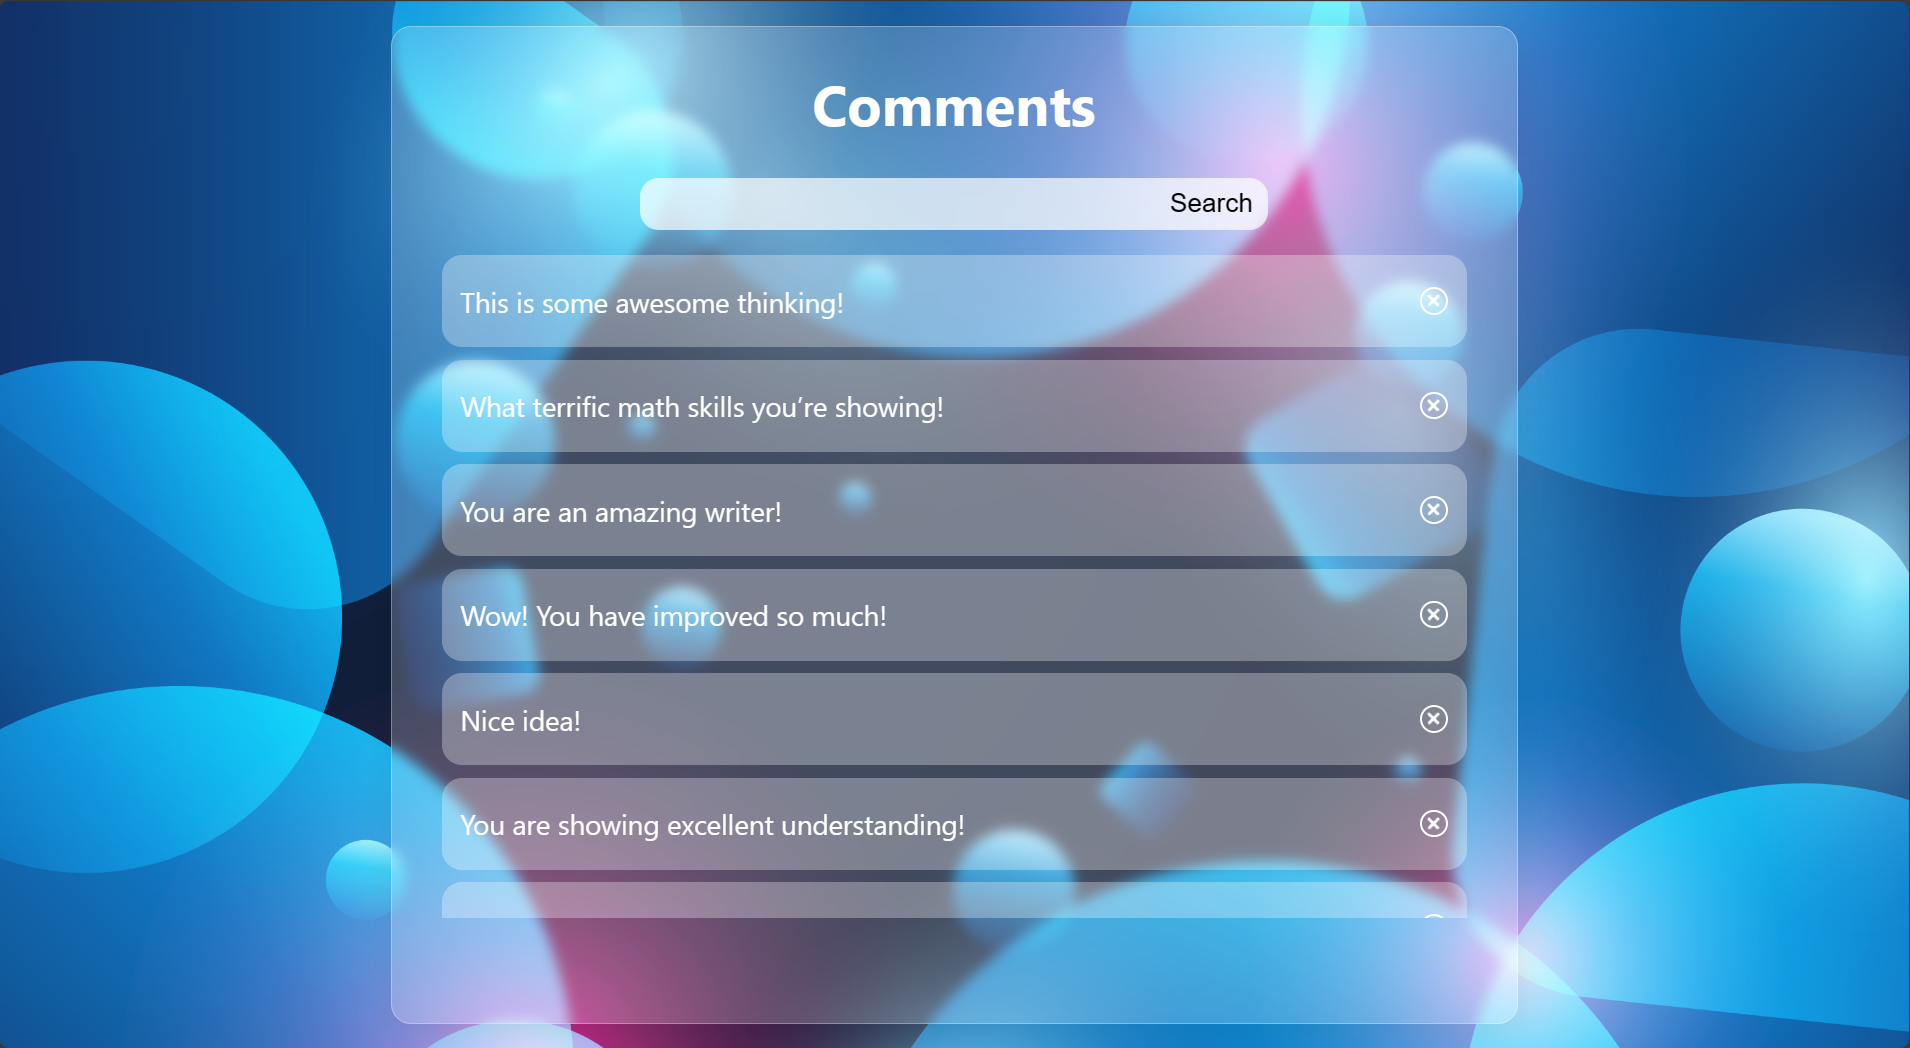 Comments
Search
This is some awesome thinking!
What terrific math skills you’re showing!
You are an amazing writer!
Wow! You have improved so much!
Nice idea!
You are showing excellent understanding!